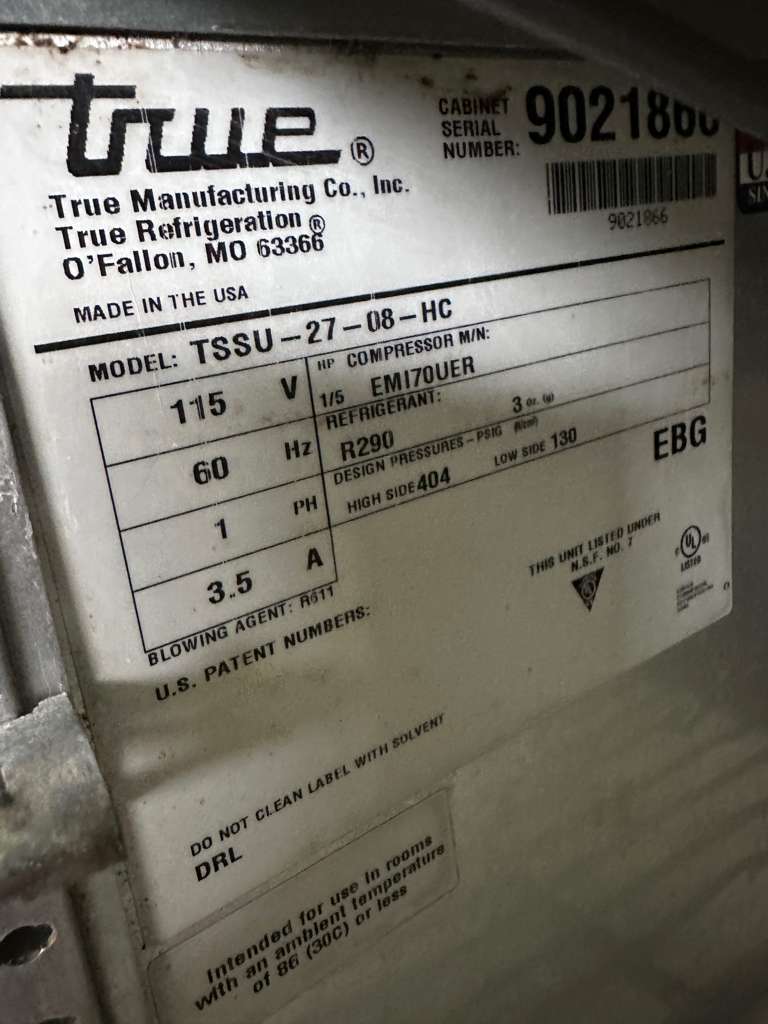 true®
True Manufacturing Co., Inc.
True Refrigeration®
O'Fallon, MO 63366
MADE IN THE USA
CABINET
SERIAL
NUMBER:
9021866
9021866
MODEL: TSSU-27-08-HC
115 V
60 Hz
1 PH
3.5 A
HP COMPRESSOR M/N:
1/5 EMI70UER
REFRIGERANT:
R290 3 oz.
DESIGN PRESSURES-PSIG
HIGH SIDE 404 LOW SIDE 130
EBG
BLOWING AGENT: R611
U.S. PATENT NUMBERS:
THIS UNIT LISTED UNDER
N.S.F. NO. 7
UL
LISTED
DO NOT CLEAN LABEL WITH SOLVENT
DRL
Intended for use in rooms
with an ambient temperature
of 86 (30C) or less